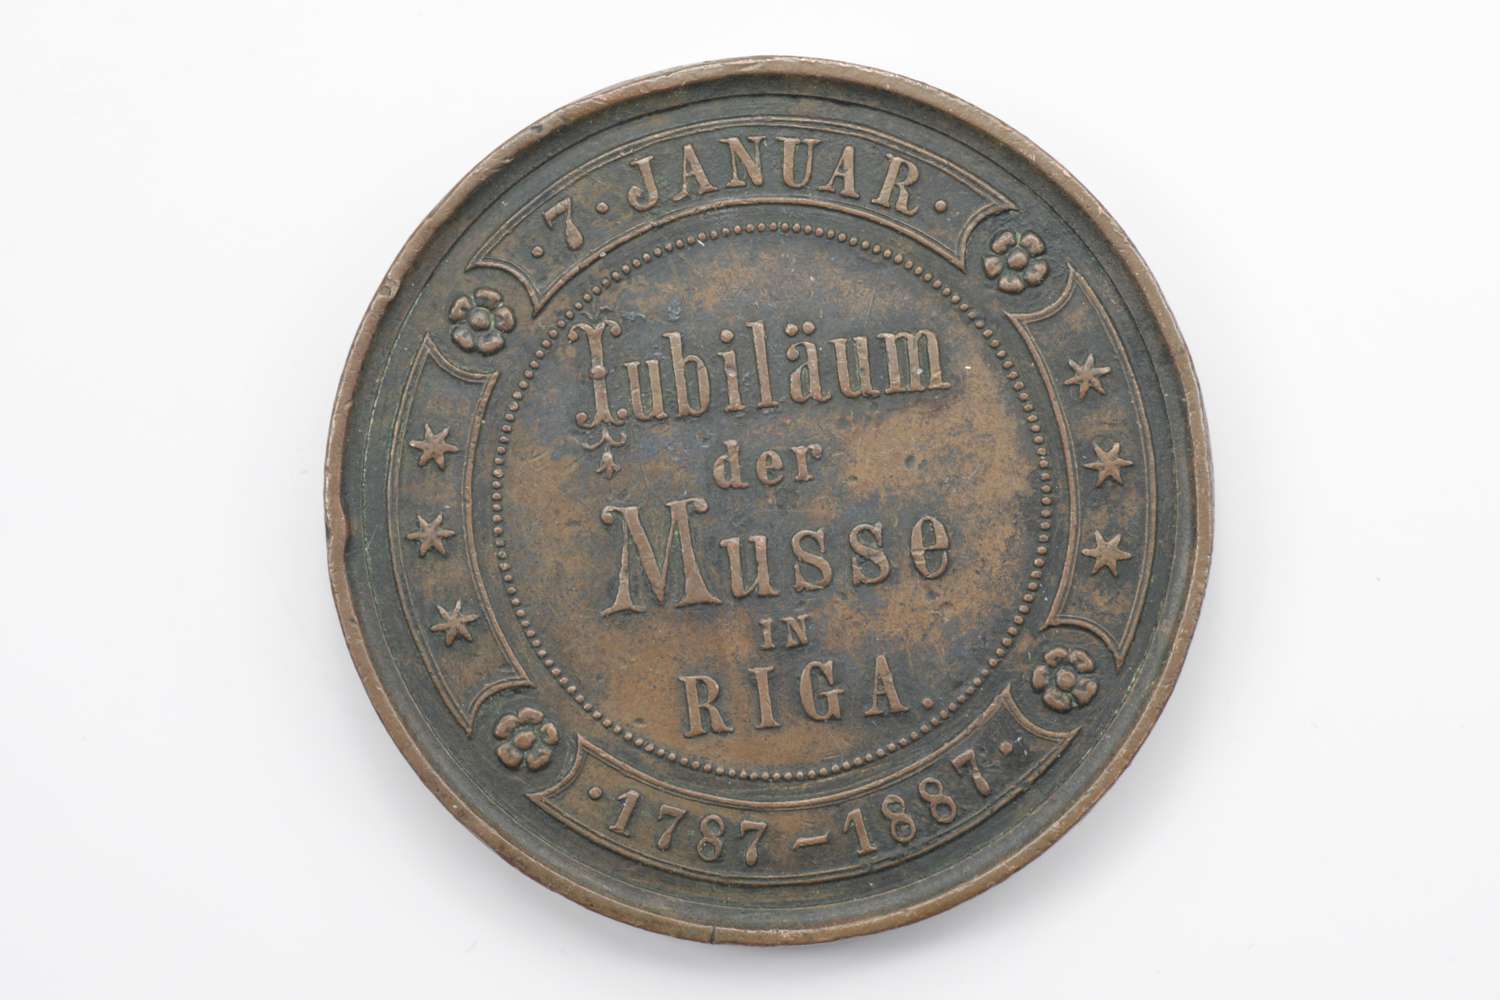 · 7 · JANUAR ·
Jubiläum
der
Musse
IN
RIGA.
· 1787 – 1887 ·